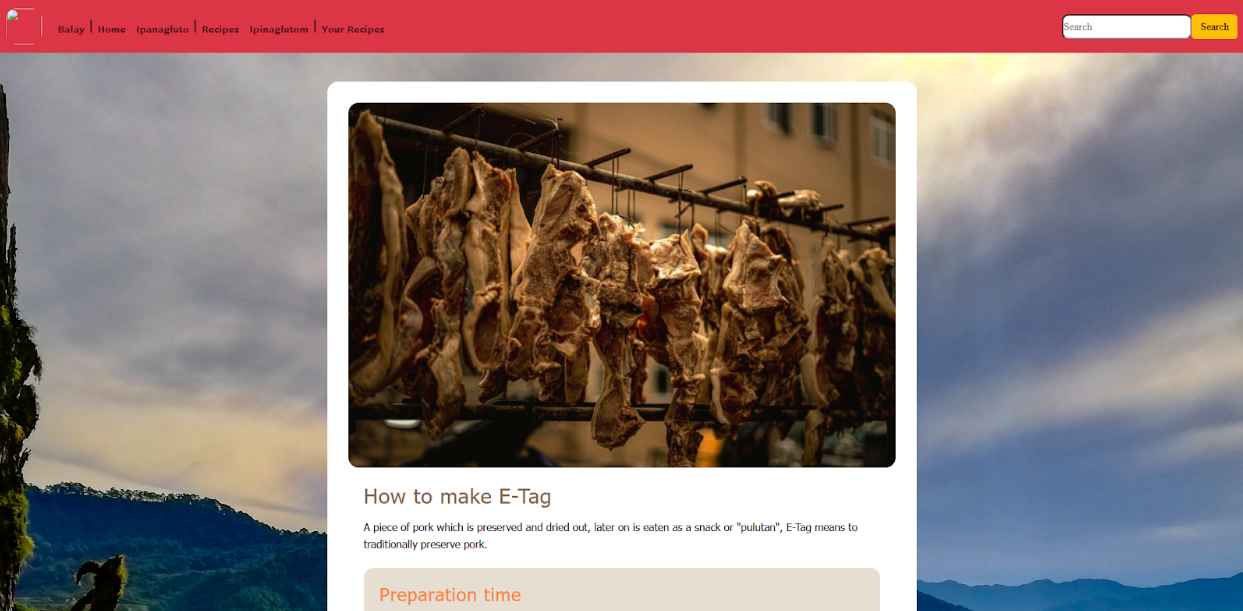 Balay | Home Ipanagluto | Recipes Ipinaglutom | Your Recipes
Search Search
How to make E-Tag
A piece of pork which is preserved and dried out, later on is eaten as a snack or "pulutan", E-Tag means to
traditionally preserve pork.
Preparation time